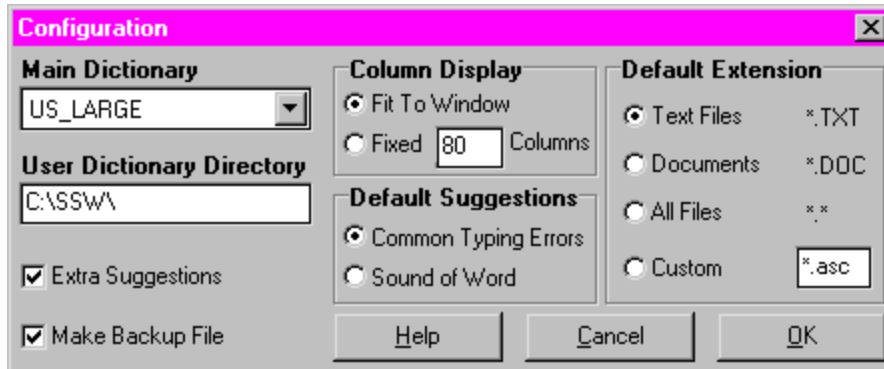 Configuration
Main Dictionary
US_LARGE
User Dictionary Directory
C:\SSW\
Extra Suggestions
Make Backup File
Column Display
Fit To Window
Fixed 80 Columns
Default Suggestions
Common Typing Errors
Sound of Word
Default Extension
Text Files *.TXT
Documents *.DOC
All Files *.*
Custom *.asc
Help Cancel OK